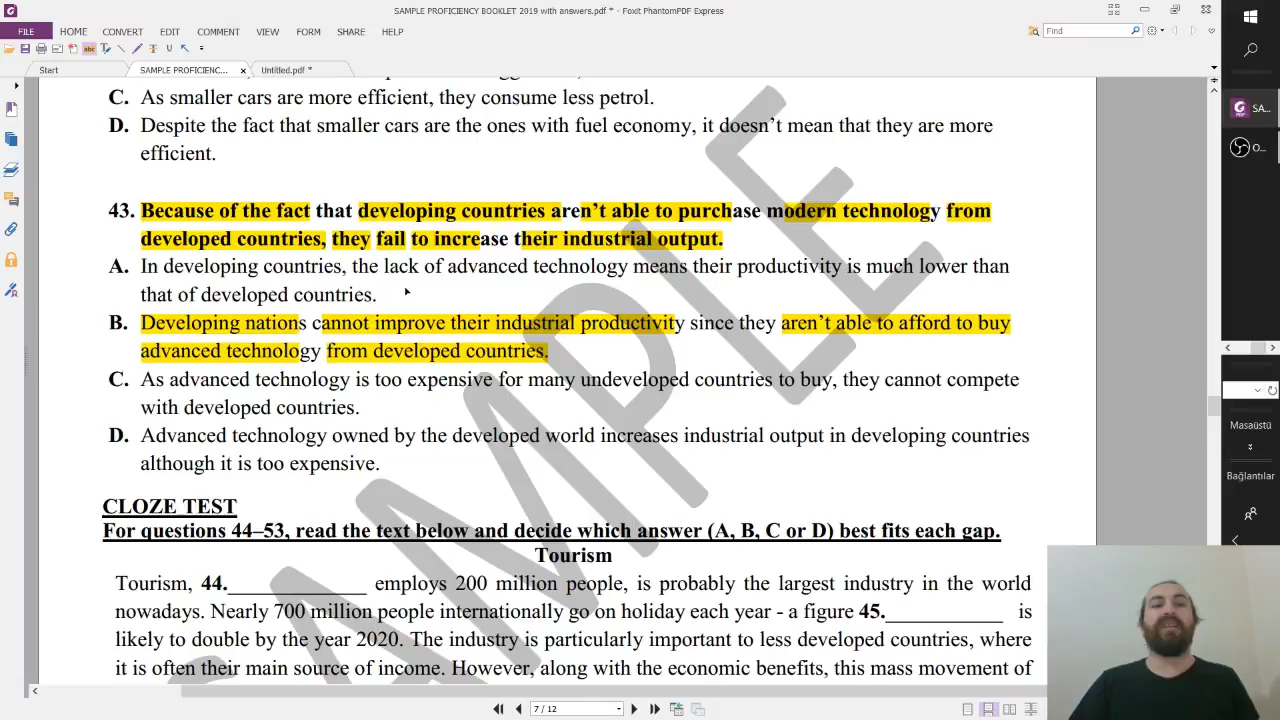 SAMPLE PROFICIENCY BOOKLET 2019 with answers.pdf * - Foxit PhantomPDF Express
FILE HOME CONVERT EDIT COMMENT VIEW FORM SHARE HELP
Find
Start
SAMPLE PROFICIENC...
Untitled.pdf *
C. As smaller cars are more efficient, they consume less petrol.
D. Despite the fact that smaller cars are the ones with fuel economy, it doesn’t mean that they are more
efficient.
43. Because of the fact that developing countries aren’t able to purchase modern technology from
developed countries, they fail to increase their industrial output.
A. In developing countries, the lack of advanced technology means their productivity is much lower than
that of developed countries.
B. Developing nations cannot improve their industrial productivity since they aren’t able to afford to buy
advanced technology from developed countries.
C. As advanced technology is too expensive for many undeveloped countries to buy, they cannot compete
with developed countries.
D. Advanced technology owned by the developed world increases industrial output in developing countries
although it is too expensive.
CLOZE TEST
For questions 44–53, read the text below and decide which answer (A, B, C or D) best fits each gap.
Tourism
Tourism, 44.______________ employs 200 million people, is probably the largest industry in the world
nowadays. Nearly 700 million people internationally go on holiday each year - a figure 45.____________ is
likely to double by the year 2020. The industry is particularly important to less developed countries, where
it is often their main source of income. However, along with the economic benefits, this mass movement of
SAMPLE
7 / 12
SA...
O...
Masaüstü
Bağlantılar